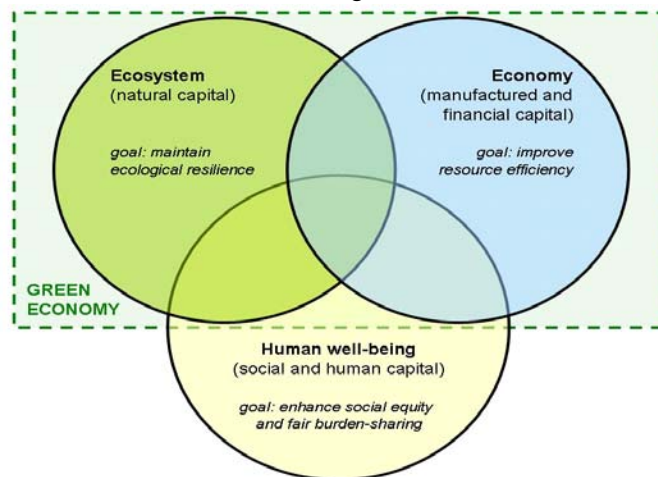 Ecosystem
(natural capital)
goal: maintain
ecological resilience
Economy
(manufactured and
financial capital)
goal: improve
resource efficiency
GREEN
ECONOMY
Human well-being
(social and human capital)
goal: enhance social equity
and fair burden-sharing